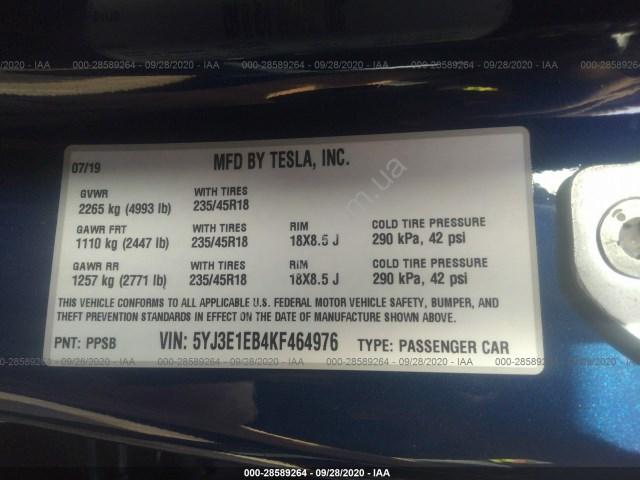 000-28589264 - 09/28/2020 - IAA 000-28589264 - 09/28/2020 - IAA 000-28589264 - 09/28/2020 - IAA
07/19 MFD BY TESLA, INC.
GVWR WITH TIRES
2265 kg (4993 lb) 235/45R18
GAWR FRT WITH TIRES RIM COLD TIRE PRESSURE
1110 kg (2447 lb) 235/45R18 18X8.5 J 290 kPa, 42 psi
GAWR RR WITH TIRES RIM COLD TIRE PRESSURE
1257 kg (2771 lb) 235/45R18 18X8.5 J 290 kPa, 42 psi
THIS VEHICLE CONFORMS TO ALL APPLICABLE U.S. FEDERAL MOTOR VEHICLE SAFETY, BUMPER, AND
THEFT PREVENTION STANDARDS IN EFFECT ON THE DATE OF MANUFACTURE SHOWN ABOVE.
PNT: PPSB VIN: 5YJ3E1EB4KF464976 TYPE: PASSENGER CAR
000-28589264 - 09/28/2020 - IAA 000-28589264 - 09/28/2020 - IAA 000-28589264 - 09/28/2020 - IAA
000-28589264 - 09/28/2020 - IAA